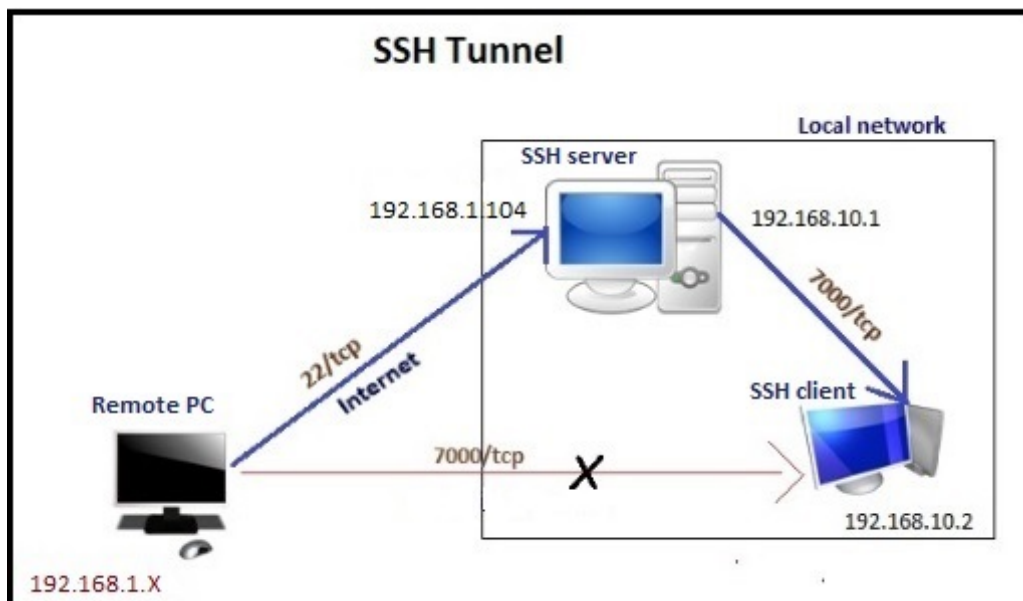 SSH Tunnel
Local network
SSH server
192.168.1.104
192.168.10.1
22/tcp
Internet
7000/tcp
Remote PC
SSH client
7000/tcp
X
192.168.10.2
192.168.1.X